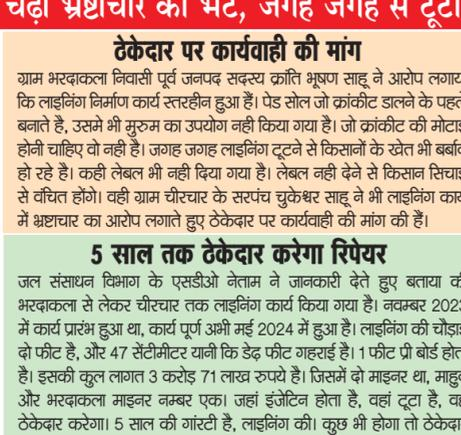 चढ़ा भ्रष्टाचार की भेंट, जगह जगह से टूटी
ठेकेदार पर कार्यवाही की मांग
ग्राम भरदाकला निवासी पूर्व जनपद सदस्य क्रांति भूषण साहू ने आरोप लगाय
कि लाइनिंग निर्माण कार्य स्तरहीन हुआ हैं। पेड सोल जो क्रांकीट डालने के पहले
बनाते है, उसमे भी मुरुम का उपयोग नही किया गया है। जो क्रांकीट की मोटाई
होनी चाहिए वो नही है। जगह जगह लाइनिंग टूटने से किसानों के खेत भी बर्बाद
हो रहे है। कही लेबल भी नही दिया गया है। लेबल नही देने से किसान सिचाई
से वंचित होंगे। वही ग्राम चीरचार के सरपंच चुकेश्वर साहू ने भी लाइनिंग कार्य
में भ्रष्टाचार का आरोप लगाते हुए ठेकेदार पर कार्यवाही की मांग की हैं।
5 साल तक ठेकेदार करेगा रिपेयर
जल संसाधन विभाग के एसडीओ नेताम ने जानकारी देते हुए बताया की
भरदाकला से लेकर चीरचार तक लाइनिंग कार्य किया गया है। नवम्बर 2023
में कार्य प्रारंभ हुआ था, कार्य पूर्ण अभी मई 2024 में हुआ है। लाइनिंग की चौड़ाई
दो फीट है, और 47 सेंटीमीटर यानी कि डेढ़ फीट गहराई है। 1 फीट प्री बोर्ड होता
है। इसकी कुल लागत 3 करोड़ 71 लाख रुपये है। जिसमें दो माइनर था, माहुद
और भरदाकला माइनर नम्बर एक। जहां इंजेटिन होता है, वहां टूटा है, वह
ठेकेदार करेगा। 5 साल की गांरटी है, लाइनिंग की। कुछ भी होगा तो ठेकेदा